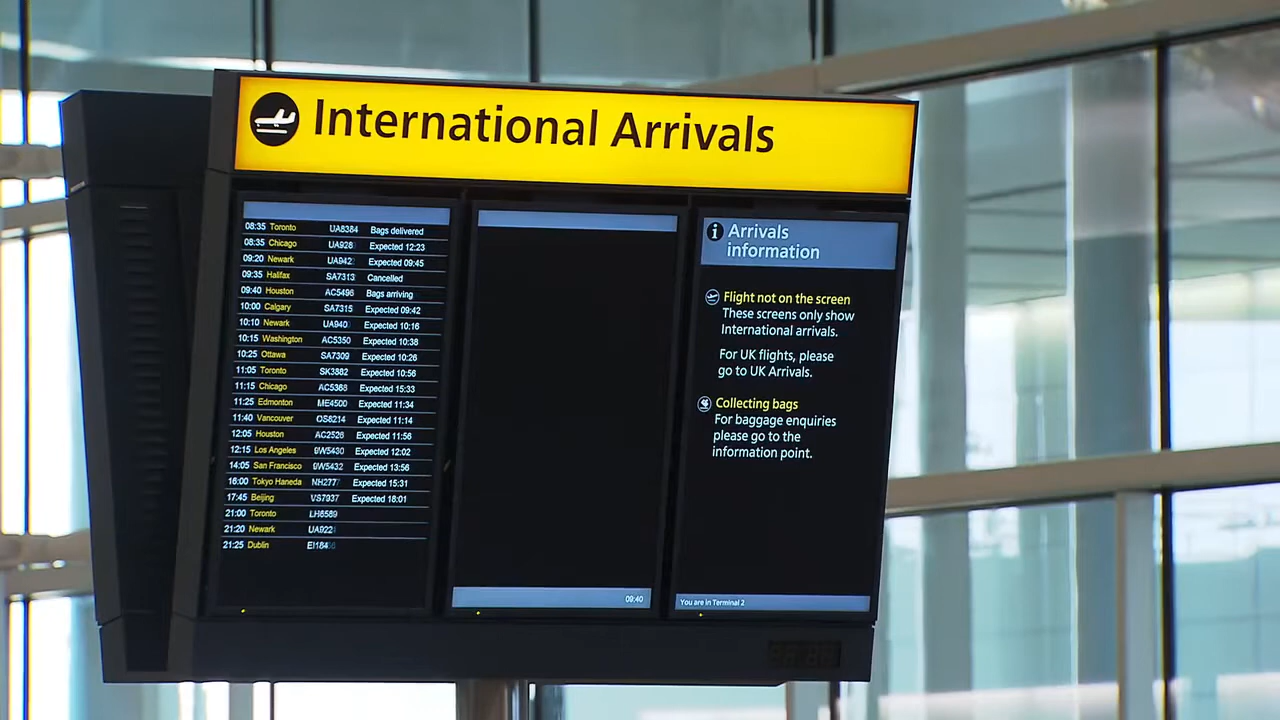 International Arrivals
08:35 Toronto UA8384 Bags delivered
08:35 Chicago UA928 Expected 12:23
09:20 Newark UA942 Expected 09:45
09:35 Halifax SA7313 Cancelled
09:40 Houston AC5496 Bags arriving
10:00 Calgary SA7315 Expected 09:42
10:10 Newark UA940 Expected 10:16
10:15 Washington AC5350 Expected 10:38
10:25 Ottawa SA7309 Expected 10:26
11:05 Toronto SK3882 Expected 10:56
11:15 Chicago AC5368 Expected 15:33
11:25 Edmonton ME4500 Expected 11:34
11:40 Vancouver OS8214 Expected 11:14
12:05 Houston AC2526 Expected 11:56
12:15 Los Angeles Expected 12:02
14:05 San Francisco Expected 13:56
16:00 Tokyo Haneda NH277 Expected 15:31
17:45 Beijing VS7937 Expected 18:01
21:00 Toronto LH6589
21:20 Newark UA922
21:25 Dublin
09:40
i Arrivals
information
Flight not on the screen
These screens only show
International arrivals.
For UK flights, please
go to UK Arrivals.
Collecting bags
For baggage enquiries
please go to the
information point.
You are in Terminal 2